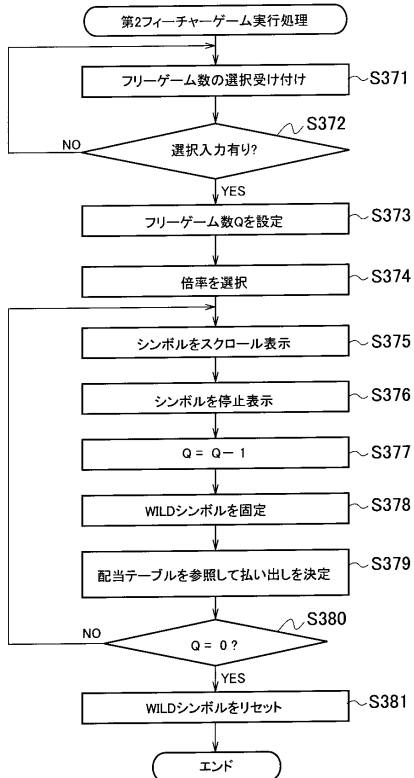 第2フィーチャーゲーム実行処理
フリーゲーム数の選択受け付け
S371
S372
選択入力有り?
NO
YES
フリーゲーム数Qを設定
S373
倍率を選択
S374
シンボルをスクロール表示
S375
シンボルを停止表示
S376
Q = Q - 1
S377
WILDシンボルを固定
S378
配当テーブルを参照して払い出しを決定
S379
S380
Q = 0 ?
NO
YES
WILDシンボルをリセット
S381
エンド